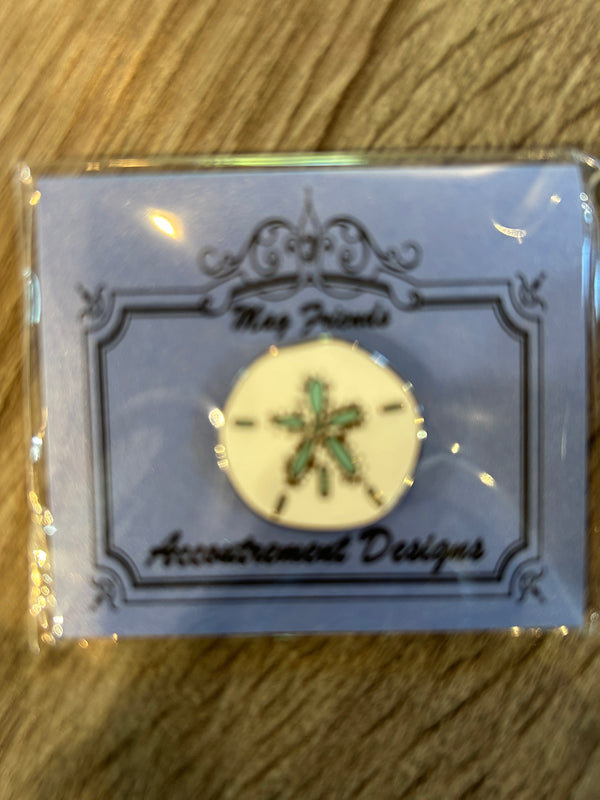 Mag Friends
Accoutrement Designs